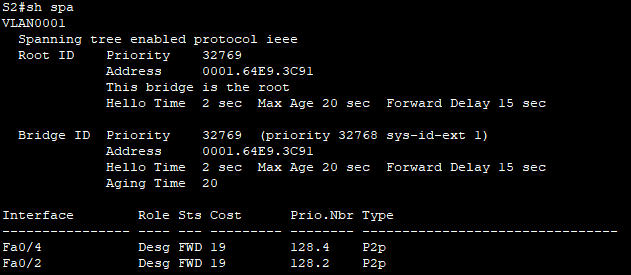 S2#sh spa
VLAN0001
  Spanning tree enabled protocol ieee
  Root ID    Priority    32769
             Address     0001.64E9.3C91
             This bridge is the root
             Hello Time  2 sec  Max Age 20 sec  Forward Delay 15 sec

  Bridge ID  Priority    32769  (priority 32768 sys-id-ext 1)
             Address     0001.64E9.3C91
             Hello Time  2 sec  Max Age 20 sec  Forward Delay 15 sec
             Aging Time  20

Interface        Role Sts Cost      Prio.Nbr Type
---------------- ---- --- --------- -------- --------------------------------
Fa0/4            Desg FWD 19        128.4    P2p
Fa0/2            Desg FWD 19        128.2    P2p